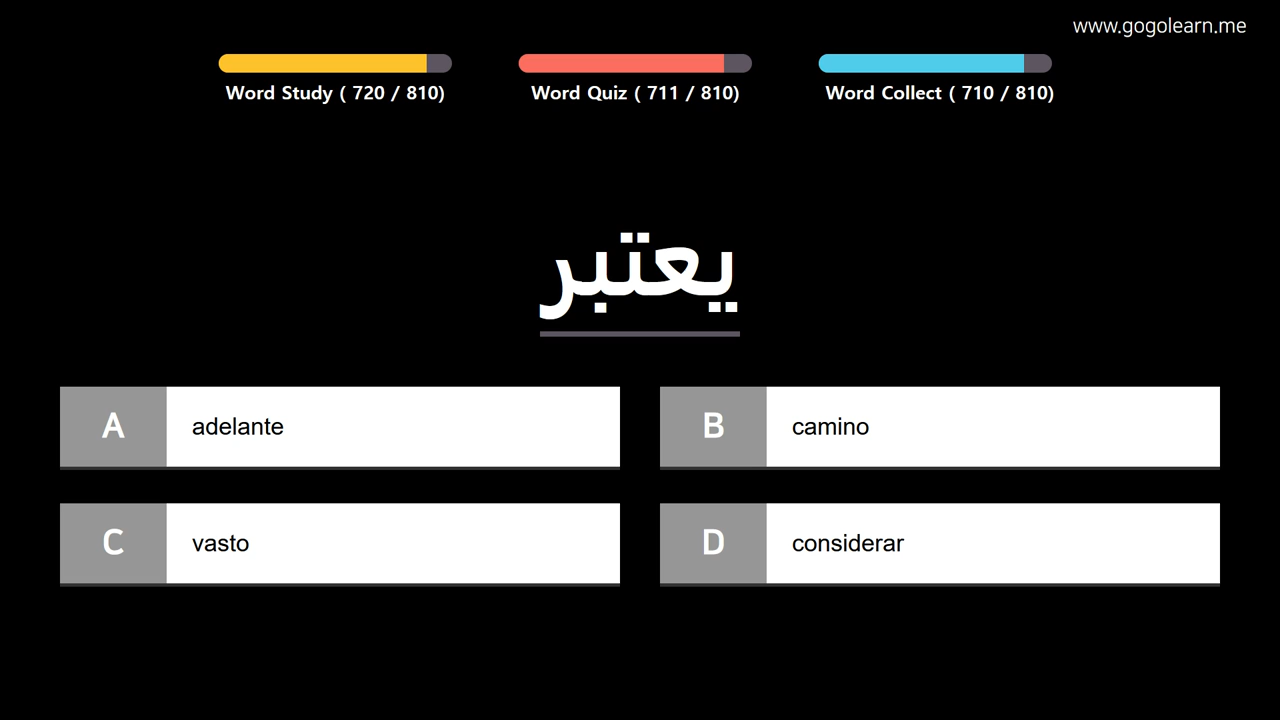 www.gogolearn.me
Word Study ( 720 / 810)
Word Quiz ( 711 / 810)
Word Collect ( 710 / 810)
يعتبر
A adelante
B camino
C vasto
D considerar